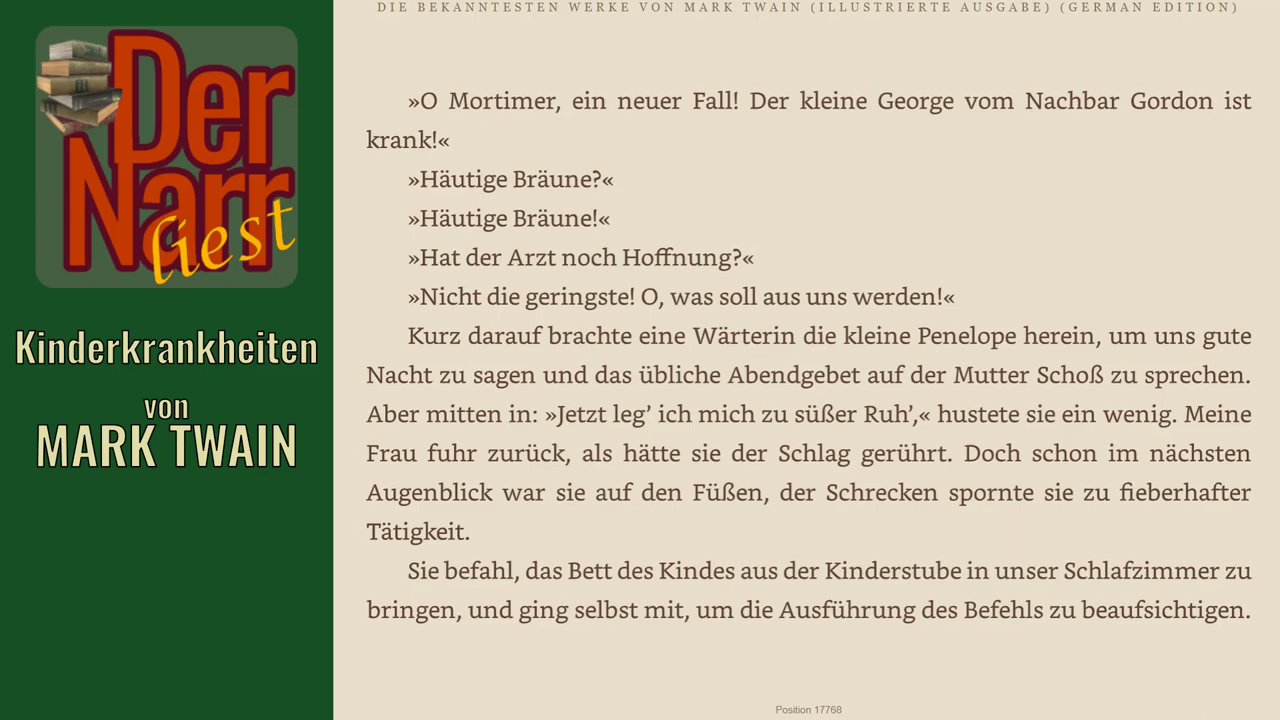 Der
Narr
liest
Kinderkrankheiten
von
MARK TWAIN
DIE BEKANNTESTEN WERKE VON MARK TWAIN (ILLUSTRIERTE AUSGABE) (GERMAN EDITION)
»O Mortimer, ein neuer Fall! Der kleine George vom Nachbar Gordon ist
krank!«
»Häutige Bräune?«
»Häutige Bräune!«
»Hat der Arzt noch Hoffnung?«
»Nicht die geringste! O, was soll aus uns werden!«
Kurz darauf brachte eine Wärterin die kleine Penelope herein, um uns gute
Nacht zu sagen und das übliche Abendgebet auf der Mutter Schoß zu sprechen.
Aber mitten in: »Jetzt leg’ ich mich zu süßer Ruh’,« hustete sie ein wenig. Meine
Frau fuhr zurück, als hätte sie der Schlag gerührt. Doch schon im nächsten
Augenblick war sie auf den Füßen, der Schrecken spornte sie zu fieberhafter
Tätigkeit.
Sie befahl, das Bett des Kindes aus der Kinderstube in unser Schlafzimmer zu
bringen, und ging selbst mit, um die Ausführung des Befehls zu beaufsichtigen.
Position 17768